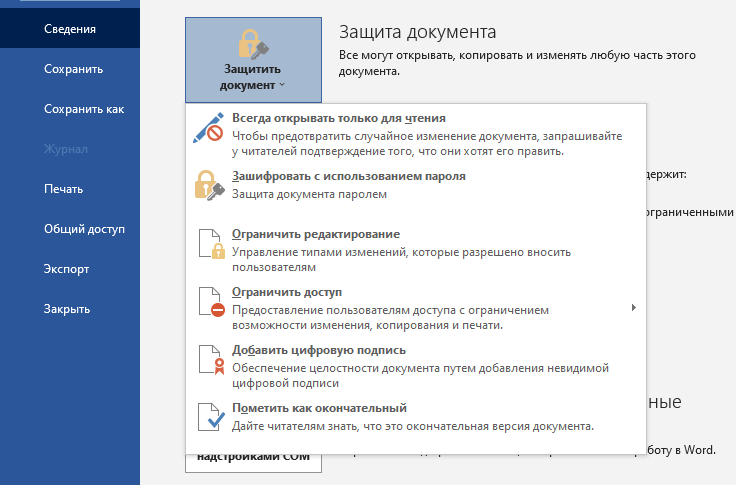 Сведения
Сохранить
Сохранить как
Журнал
Печать
Общий доступ
Экспорт
Закрыть
Защитить
документ
Защита документа
Все могут открывать, копировать и изменять любую часть этого
документа.
Всегда открывать только для чтения
Чтобы предотвратить случайное изменение документа, запрашивайте
у читателей подтверждение того, что они хотят его править.
Зашифровать с использованием пароля
Защита документа паролем
Ограничить редактирование
Управление типами изменений, которые разрешено вносить
пользователям
Ограничить доступ
Предоставление пользователям доступа с ограничением
возможности изменения, копирования и печати.
Добавить цифровую подпись
Обеспечение целостности документа путем добавления невидимой
цифровой подписи
Пометить как окончательный
Дайте читателям знать, что это окончательная версия документа.
держит:
ограниченными
ные
работу в Word.
надстройками COM